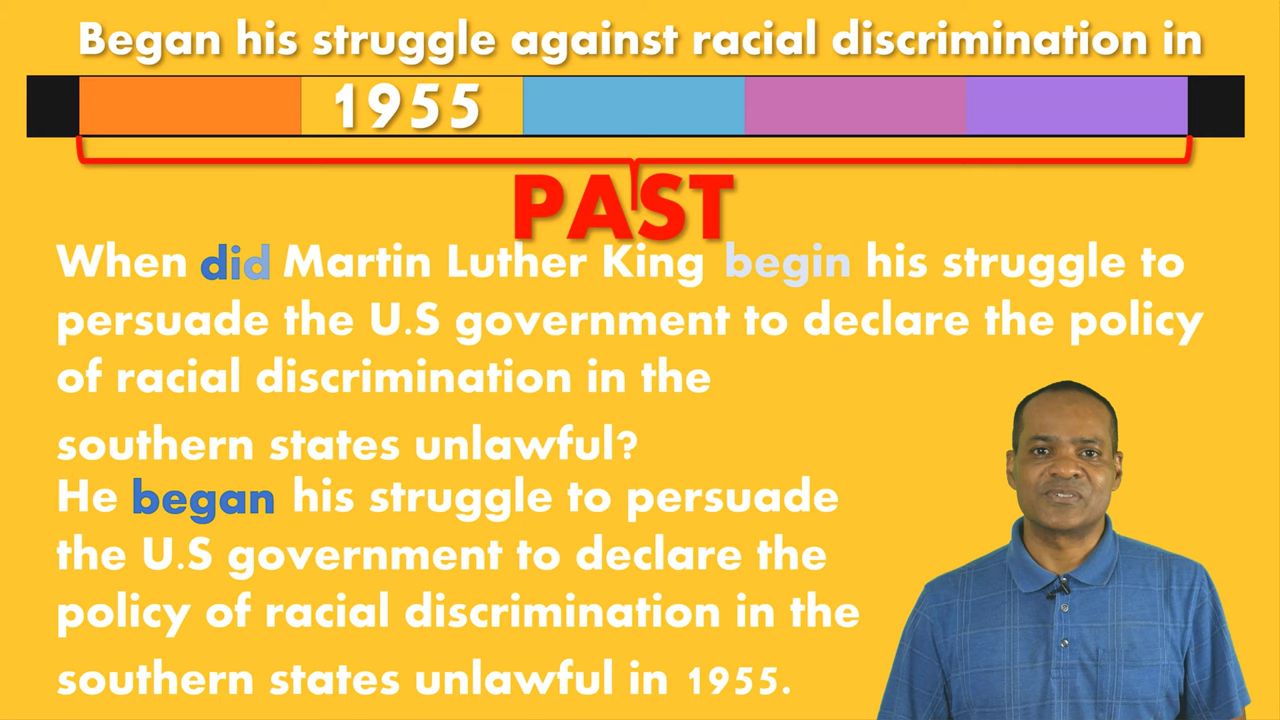 Began his struggle against racial discrimination in
1955
PAST
When did Martin Luther King begin his struggle to
persuade the U.S government to declare the policy
of racial discrimination in the
southern states unlawful?
He began his struggle to persuade
the U.S government to declare the
policy of racial discrimination in the
southern states unlawful in 1955.